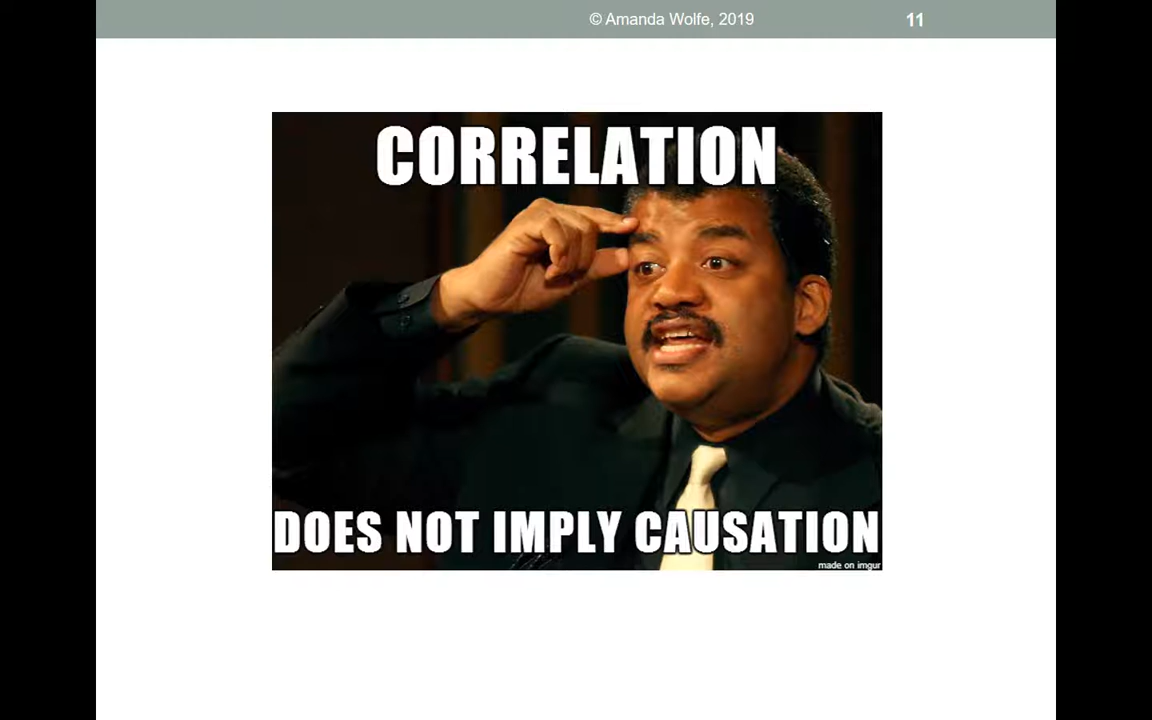 © Amanda Wolfe, 2019 11
CORRELATION
DOES NOT IMPLY CAUSATION
made on imgur